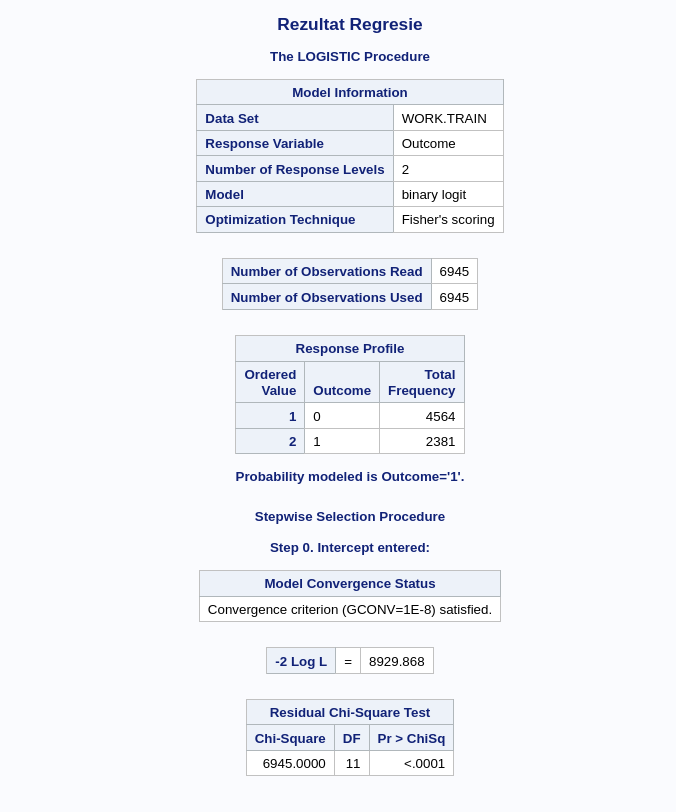 Rezultat Regresie
The LOGISTIC Procedure
Model Information
Data Set WORK.TRAIN
Response Variable Outcome
Number of Response Levels 2
Model binary logit
Optimization Technique Fisher's scoring
Number of Observations Read 6945
Number of Observations Used 6945
Response Profile
Ordered Value Outcome Total Frequency
1 0 4564
2 1 2381
Probability modeled is Outcome='1'.
Stepwise Selection Procedure
Step 0. Intercept entered:
Model Convergence Status
Convergence criterion (GCONV=1E-8) satisfied.
-2 Log L = 8929.868
Residual Chi-Square Test
Chi-Square DF Pr > ChiSq
6945.0000 11 <.0001